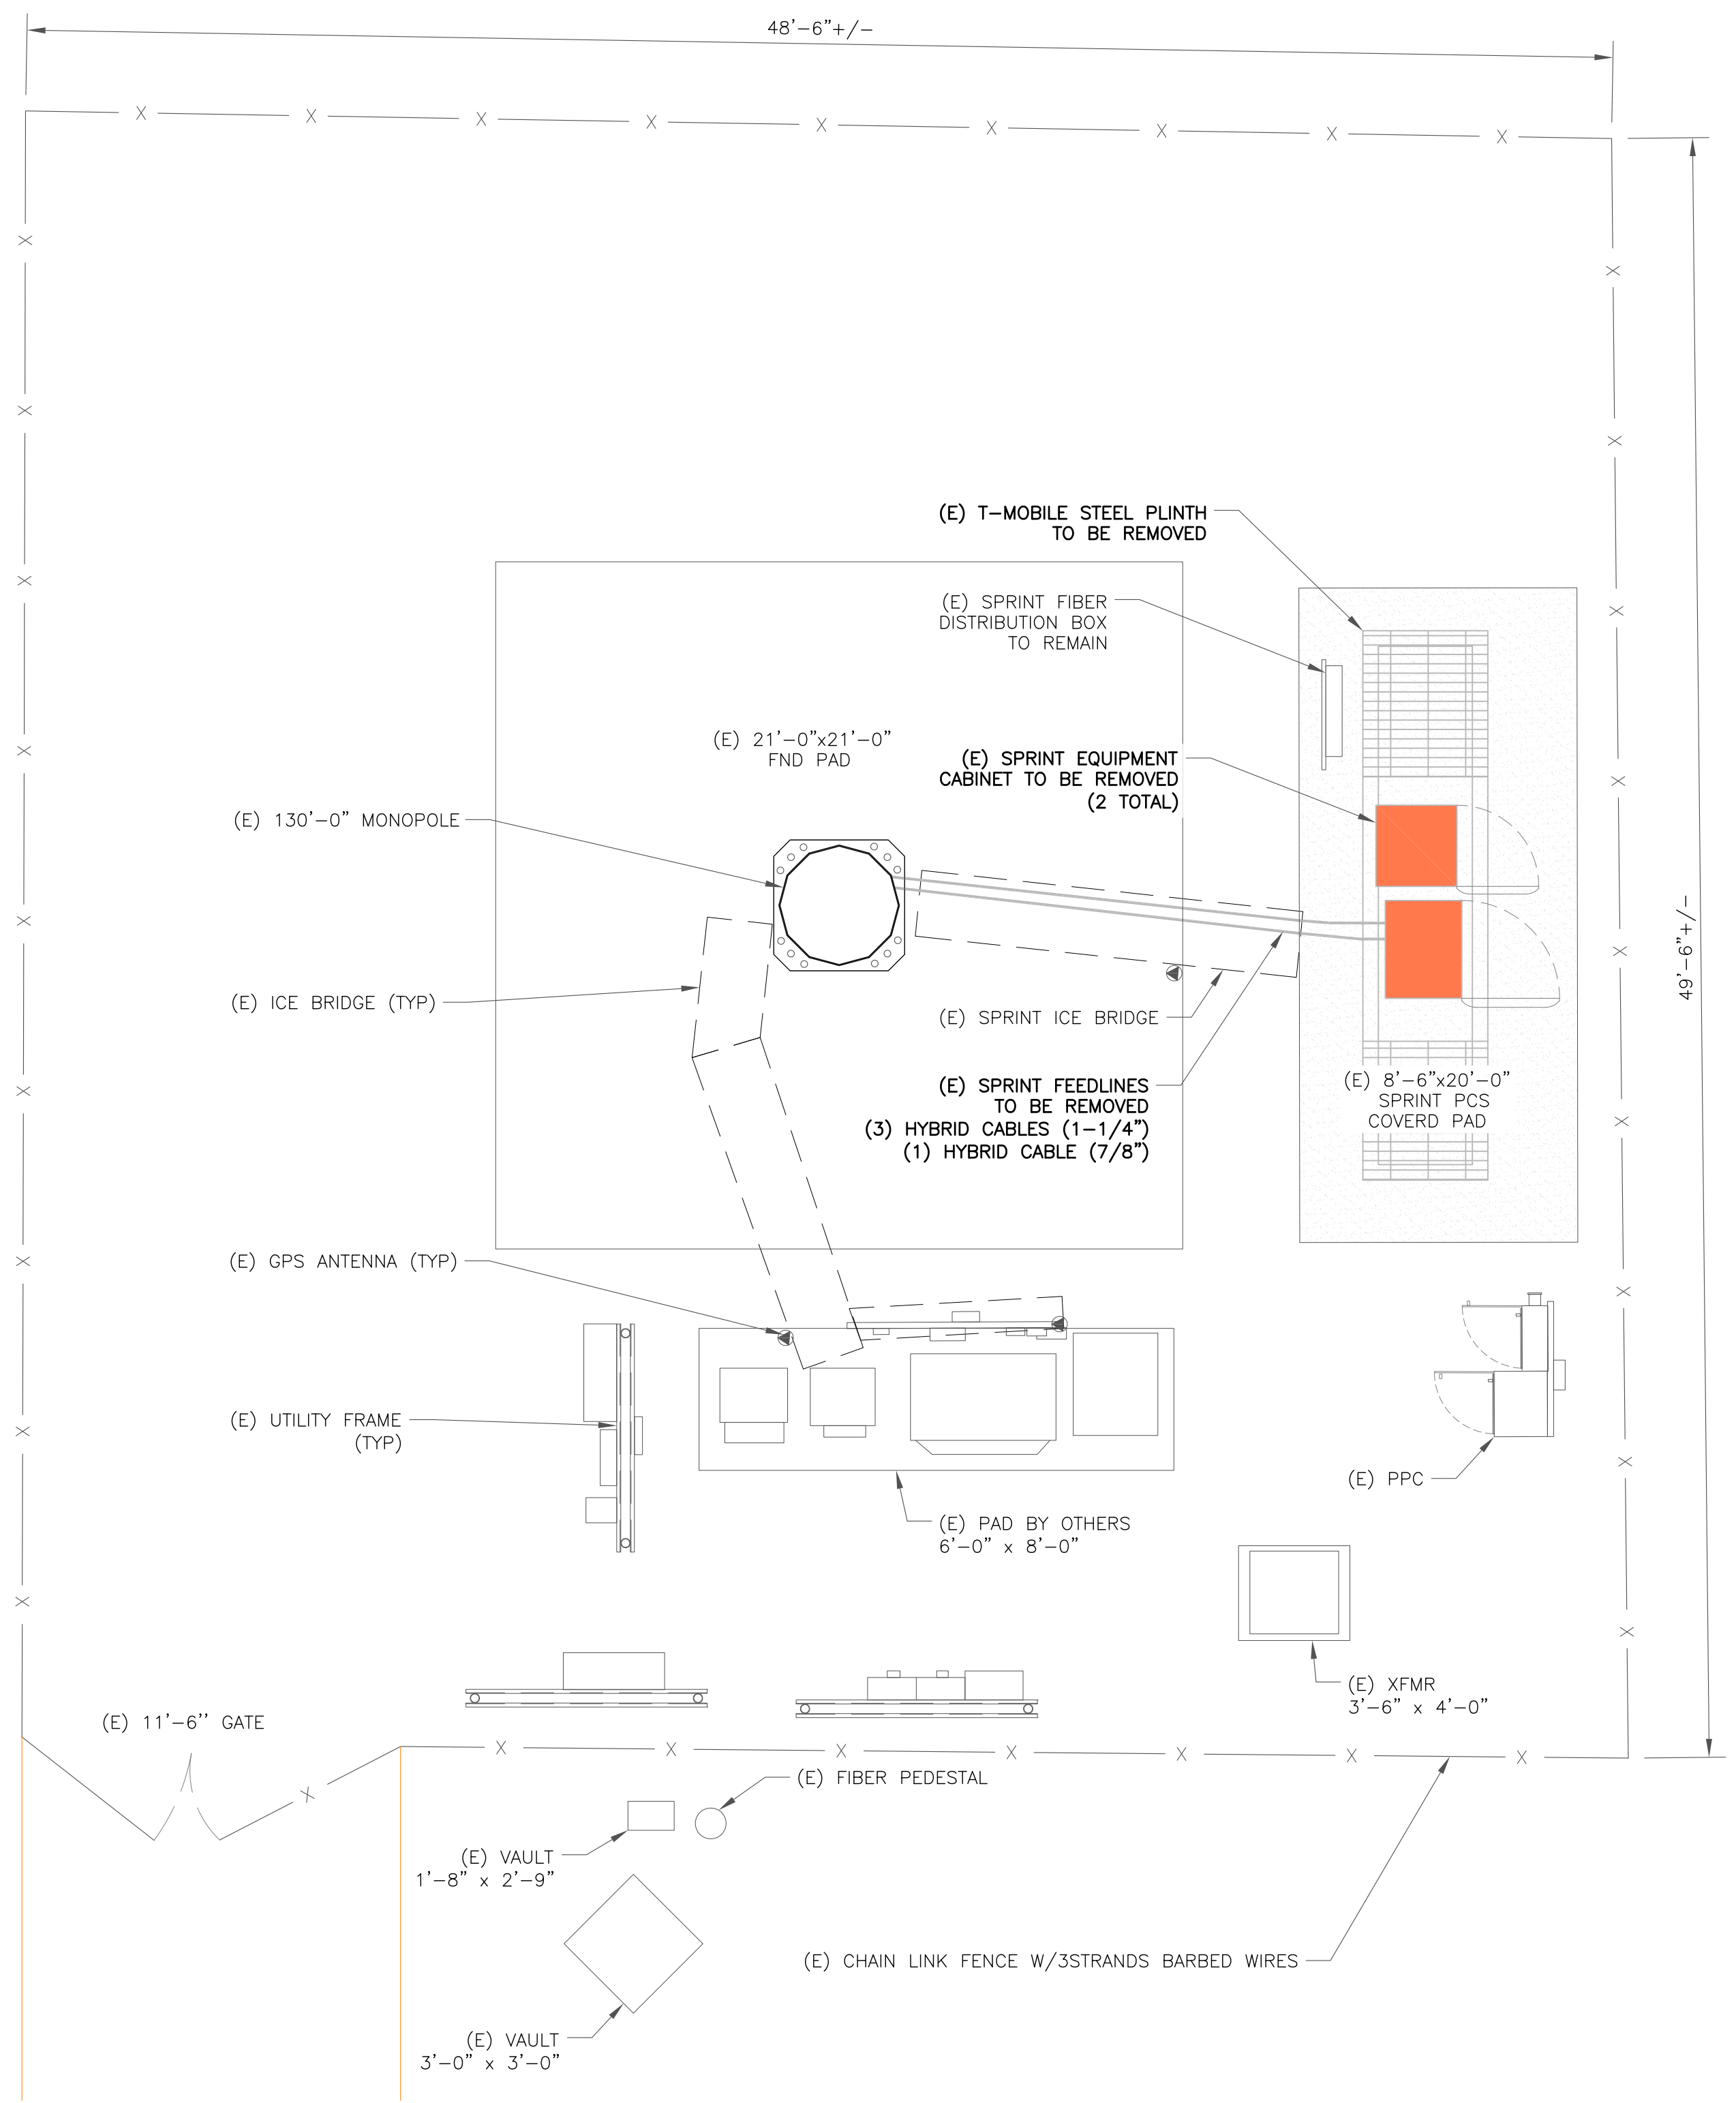 48'-6"+/-
(E) T-MOBILE STEEL PLINTH
TO BE REMOVED
(E) SPRINT FIBER
DISTRIBUTION BOX
TO REMAIN
(E) 21'-0"x21'-0"
FND PAD
(E) SPRINT EQUIPMENT
CABINET TO BE REMOVED
(2 TOTAL)
(E) 130'-0" MONOPOLE
49'-6"+/-
(E) ICE BRIDGE (TYP)
(E) SPRINT ICE BRIDGE
(E) SPRINT FEEDLINES
TO BE REMOVED
(3) HYBRID CABLES (1-1/4")
(1) HYBRID CABLE (7/8")
(E) 8'-6"x20'-0"
SPRINT PCS
COVERD PAD
(E) GPS ANTENNA (TYP)
(E) UTILITY FRAME
(TYP)
(E) PPC
(E) PAD BY OTHERS
6'-0" x 8'-0"
(E) XFMR
3'-6" x 4'-0"
(E) 11'-6'' GATE
(E) FIBER PEDESTAL
(E) VAULT
1'-8" x 2'-9"
(E) CHAIN LINK FENCE W/3STRANDS BARBED WIRES
(E) VAULT
3'-0" x 3'-0"